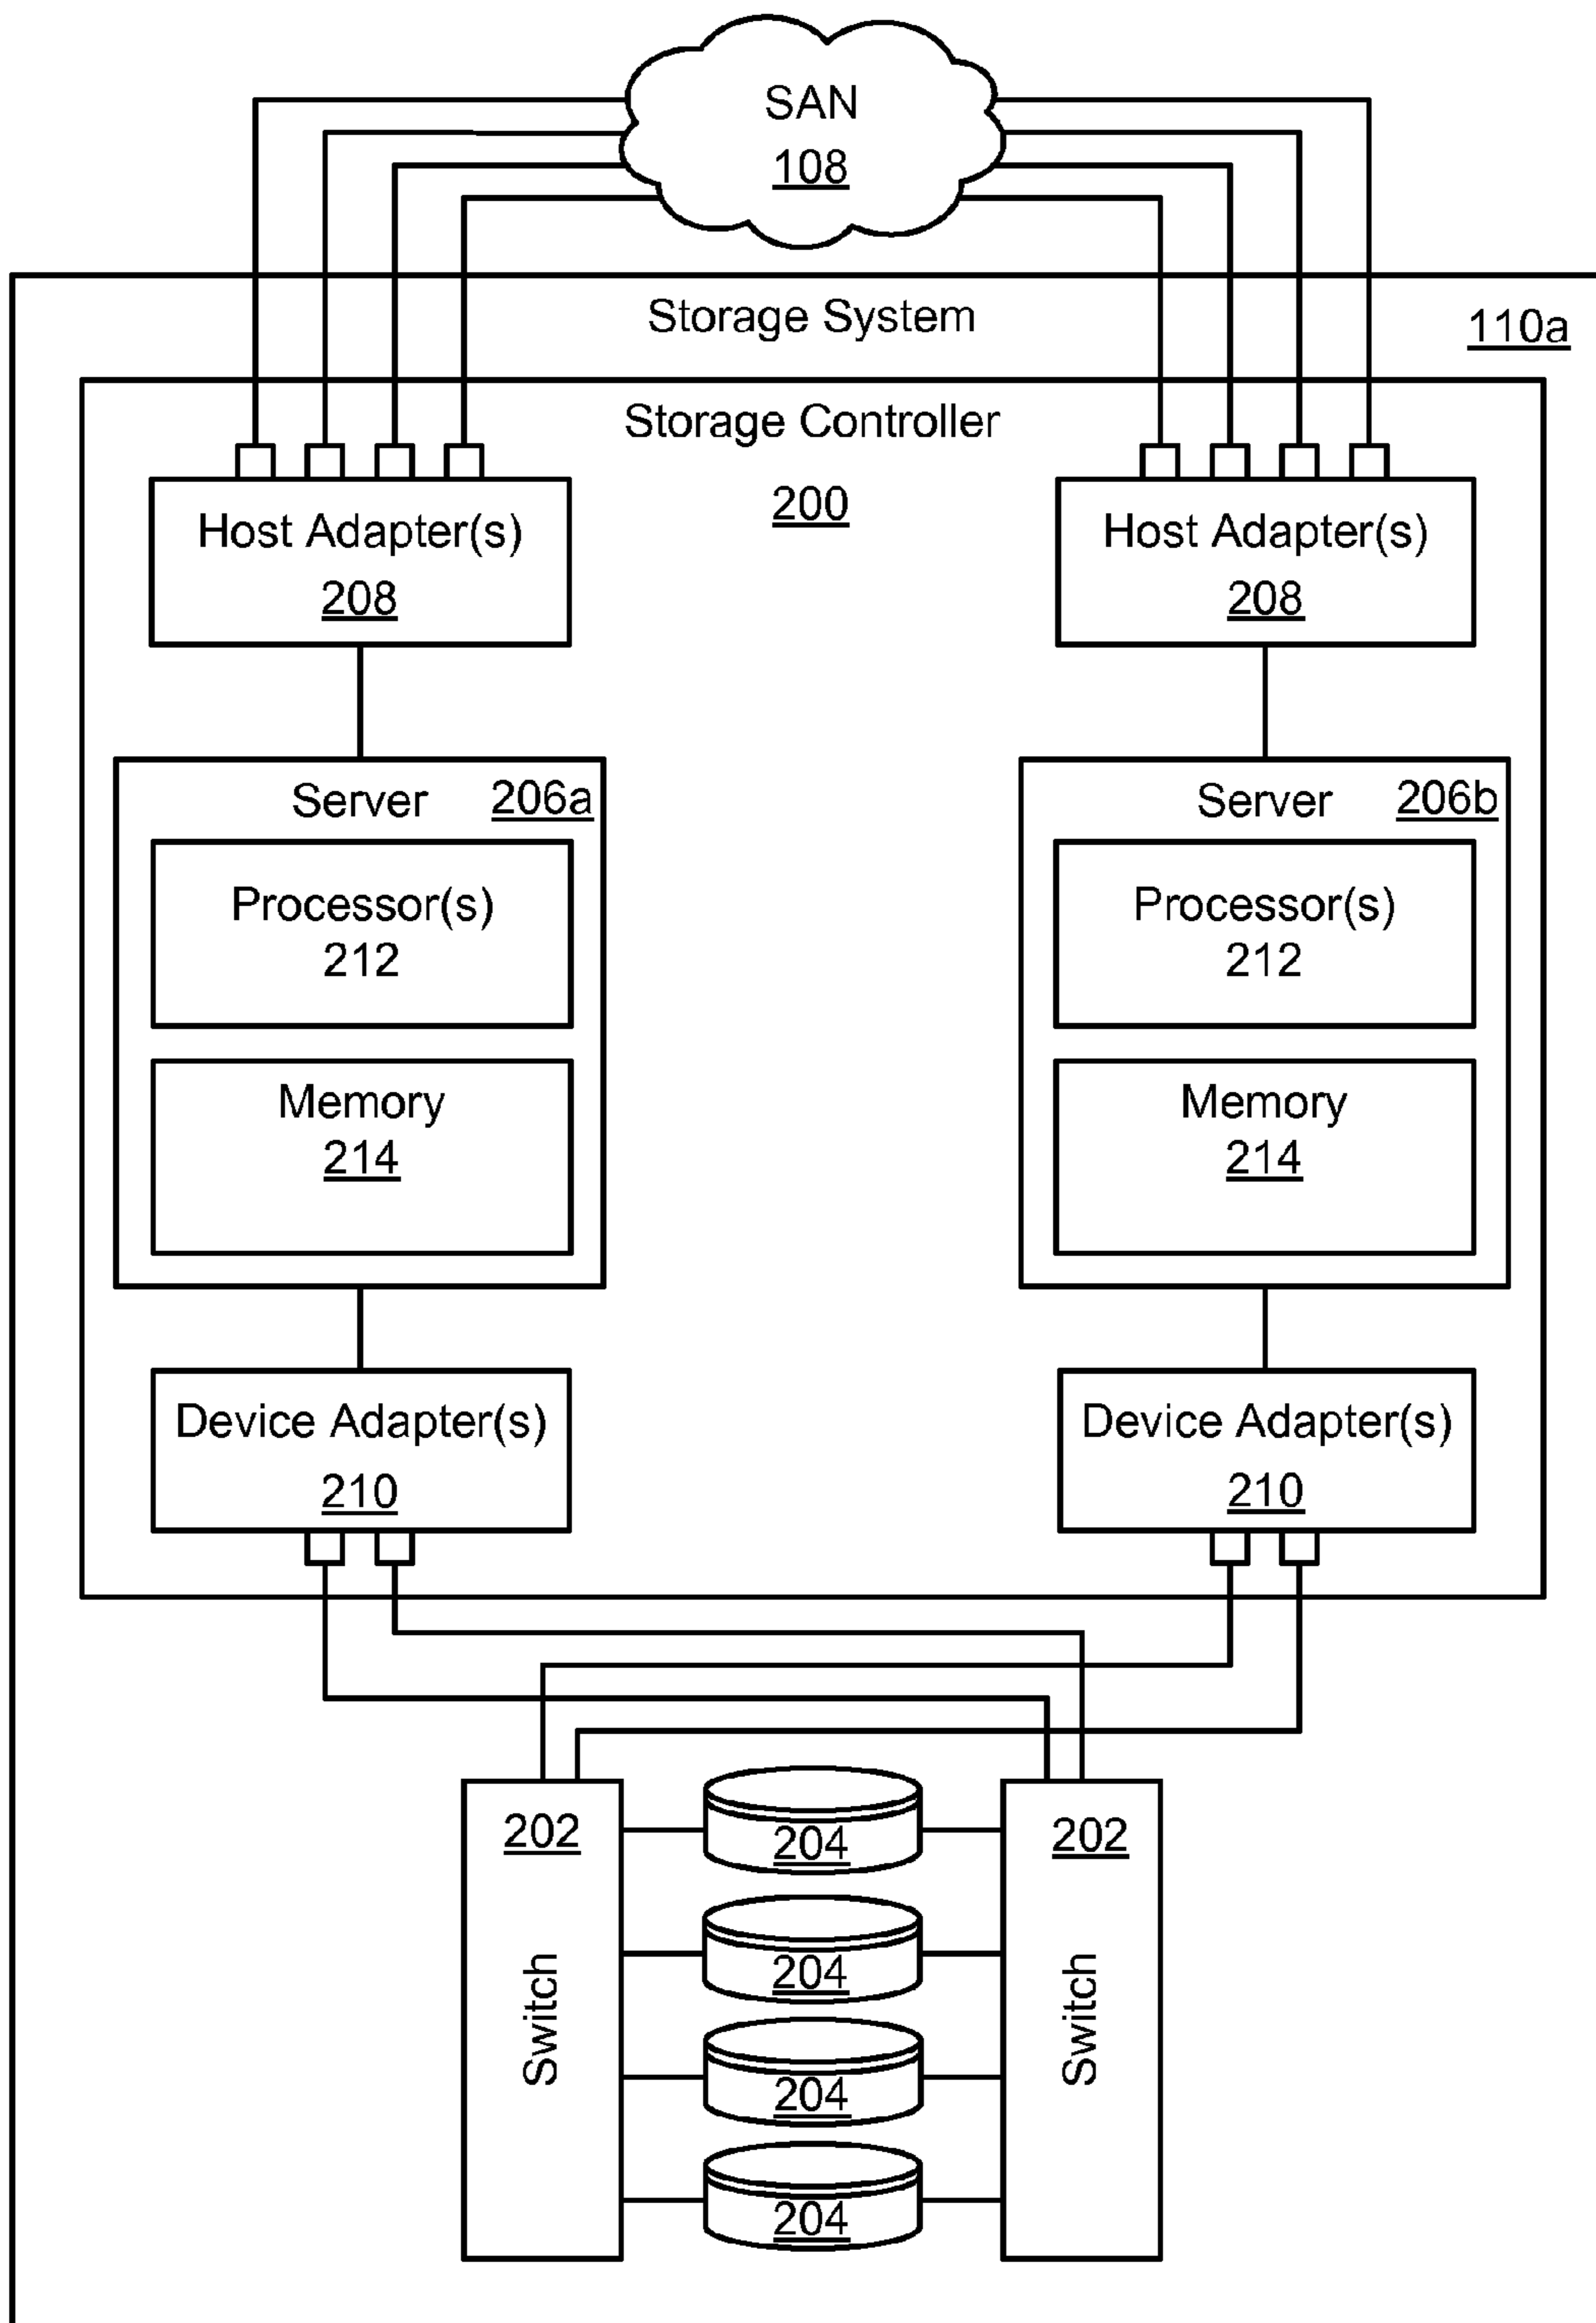 SAN
108
Storage System
110a
Storage Controller
200
Host Adapter(s)
208
Host Adapter(s)
208
Server
206a
Processor(s)
212
Memory
214
Server
206b
Processor(s)
212
Memory
214
Device Adapter(s)
210
Device Adapter(s)
210
202
Switch
204
204
204
204
202
Switch